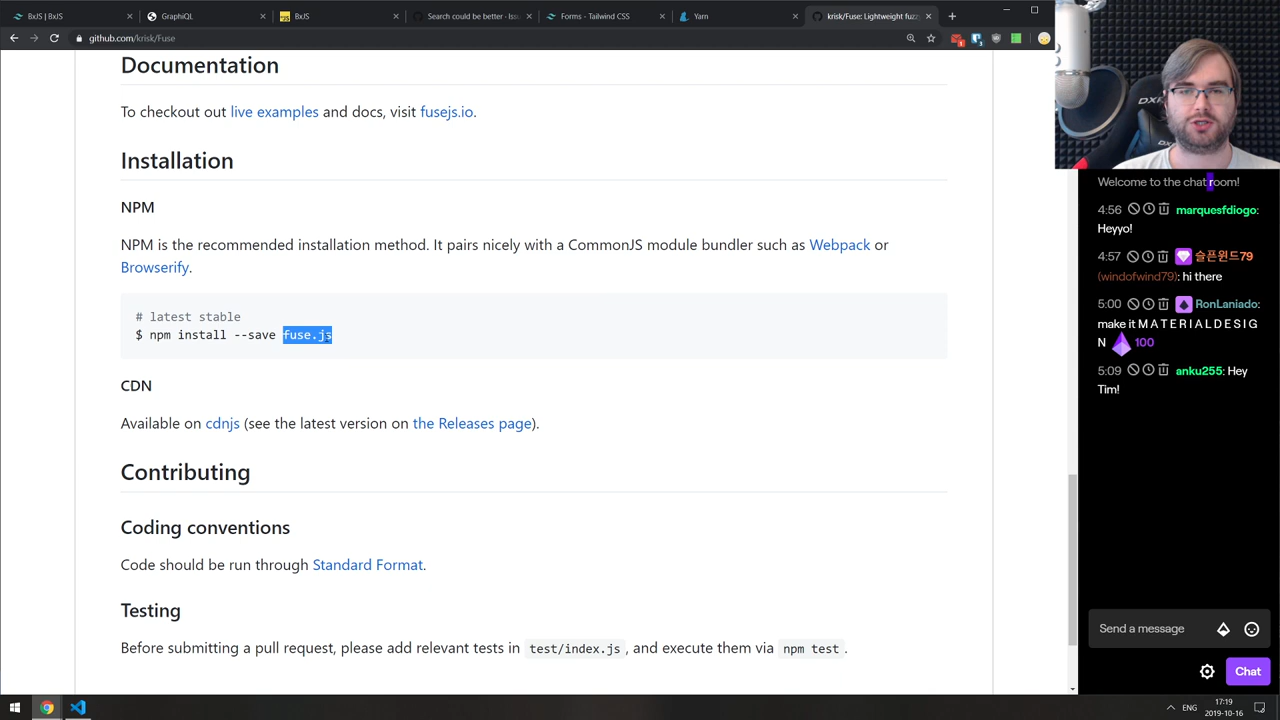 BxJS | BxJS
GraphiQL
BxJS
Search could be better · Iss
Forms - Tailwind CSS
Yarn
krisk/Fuse: Lightweight fuzz
github.com/krisk/Fuse
Documentation
To checkout out live examples and docs, visit fusejs.io.
Installation
NPM
NPM is the recommended installation method. It pairs nicely with a CommonJS module bundler such as Webpack or
Browserify.
# latest stable
$ npm install --save fuse.js
CDN
Available on cdnjs (see the latest version on the Releases page).
Contributing
Coding conventions
Code should be run through Standard Format.
Testing
Before submitting a pull request, please add relevant tests in test/index.js, and execute them via npm test.
DX
Welcome to the chat room!
4:56 marquesfdiogo:
Heyyo!
4:57 슬픈윈드79
(windofwind79): hi there
5:00 RonLaniado:
make it M A T E R I A L D E S I G
N 100
5:09 anku255: Hey
Tim!
Send a message
Chat
ENG
17:19
2019-10-16